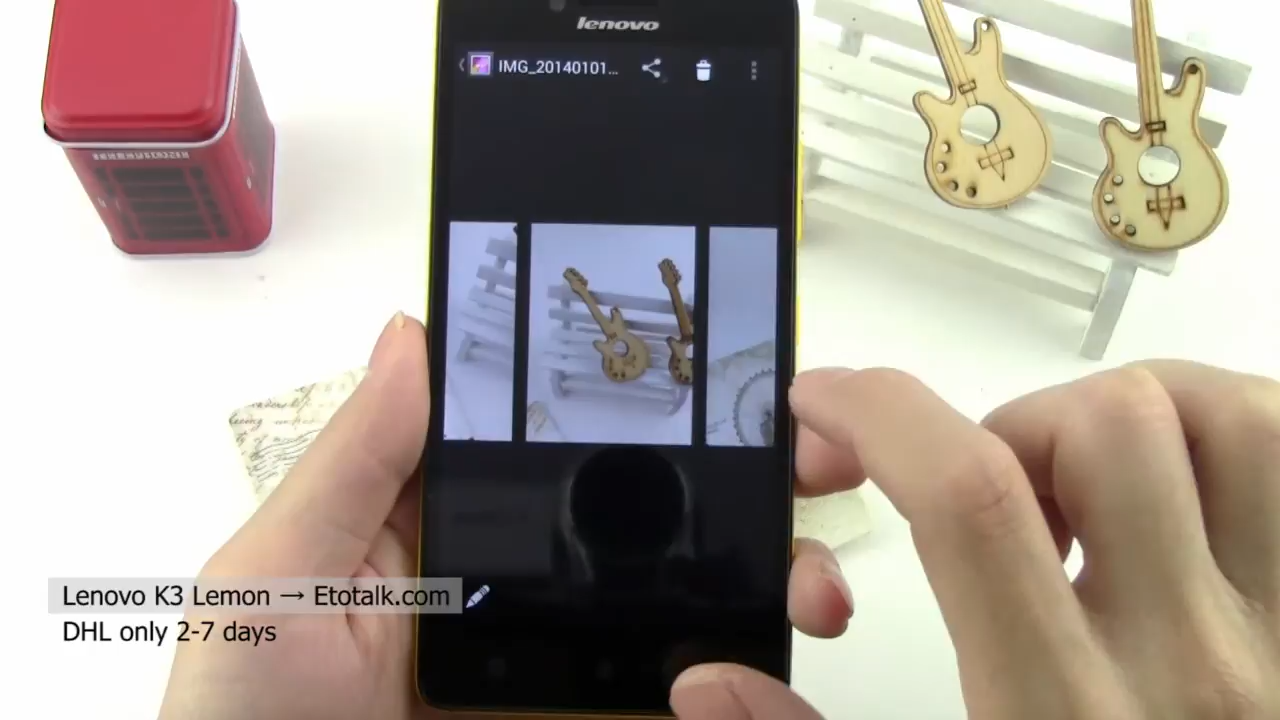 lenovo
IMG_20140101...
Lenovo K3 Lemon → Etotalk.com
DHL only 2-7 days